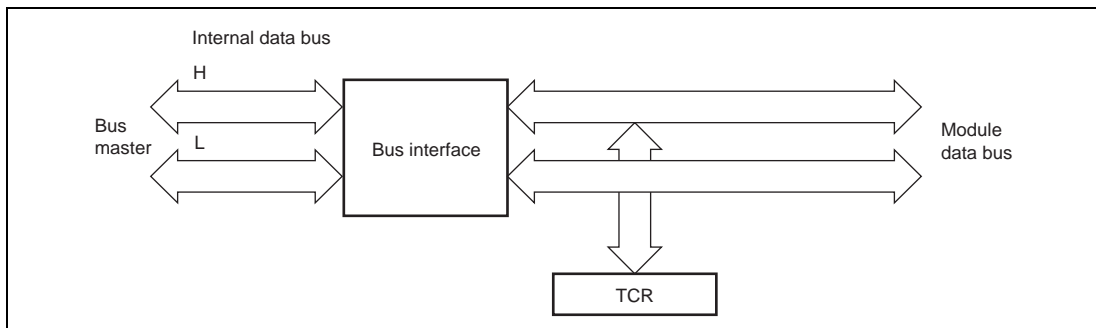 Internal data bus
H
Bus
master
L
Bus interface
Module
data bus
TCR